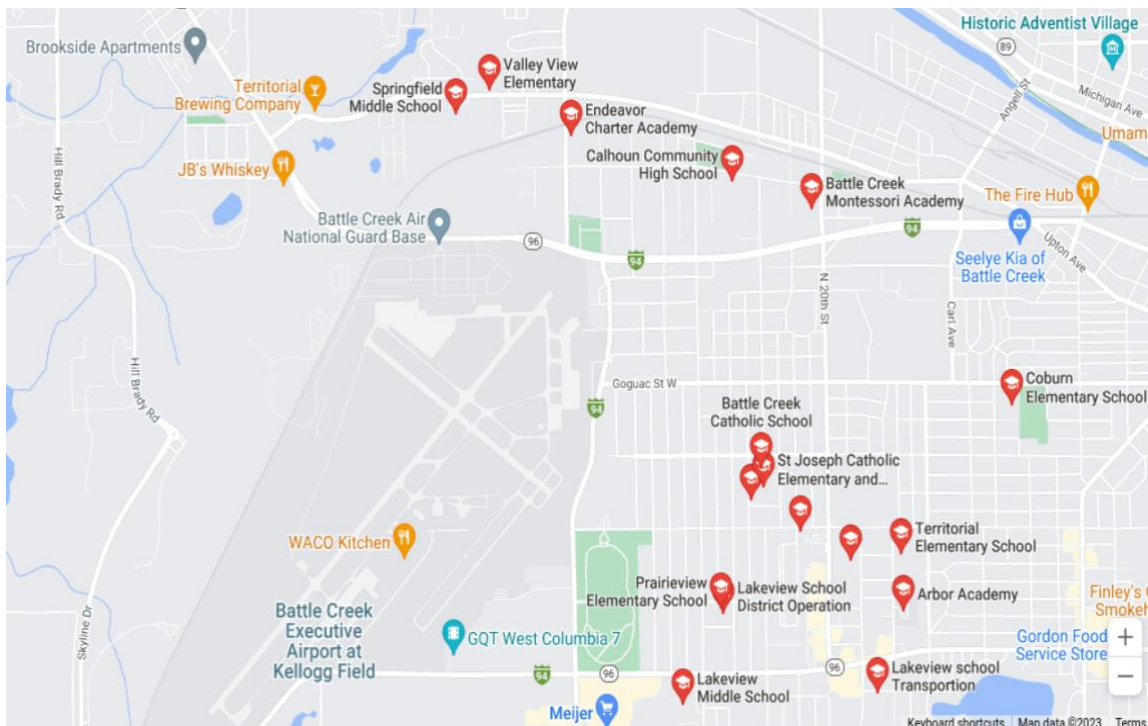 Historic Adventist Village
Brookside Apartments
89
Valley View
Elementary
Territorial
Brewing Company
Springfield
Middle School
Angell St
Michigan Ave
Endeavor
Charter Academy
Umam
Hill Brady Rd
JB's Whiskey
Calhoun Community
High School
Battle Creek
Montessori Academy
The Fire Hub
Battle Creek Air
National Guard Base
96
94
94
Seelye Kia of
Battle Creek
Upton Ave
N 20th St
Carl Ave
Hill Brady Rd
Goguac St W
Coburn
Elementary School
94
Battle Creek
Catholic School
St Joseph Catholic
Elementary and...
WACO Kitchen
Territorial
Elementary School
Prairieview
Elementary School
Lakeview School
District Operation
Arbor Academy
Finley's
Smokeh
Skyline Dr
Battle Creek
Executive
Airport at
Kellogg Field
GQT West Columbia 7
Gordon Food
Service Store
+
−
94
96
96
Lakeview
Middle School
Lakeview school
Transportion
Meijer
Keyboard shortcuts
Map data ©2023
Terms